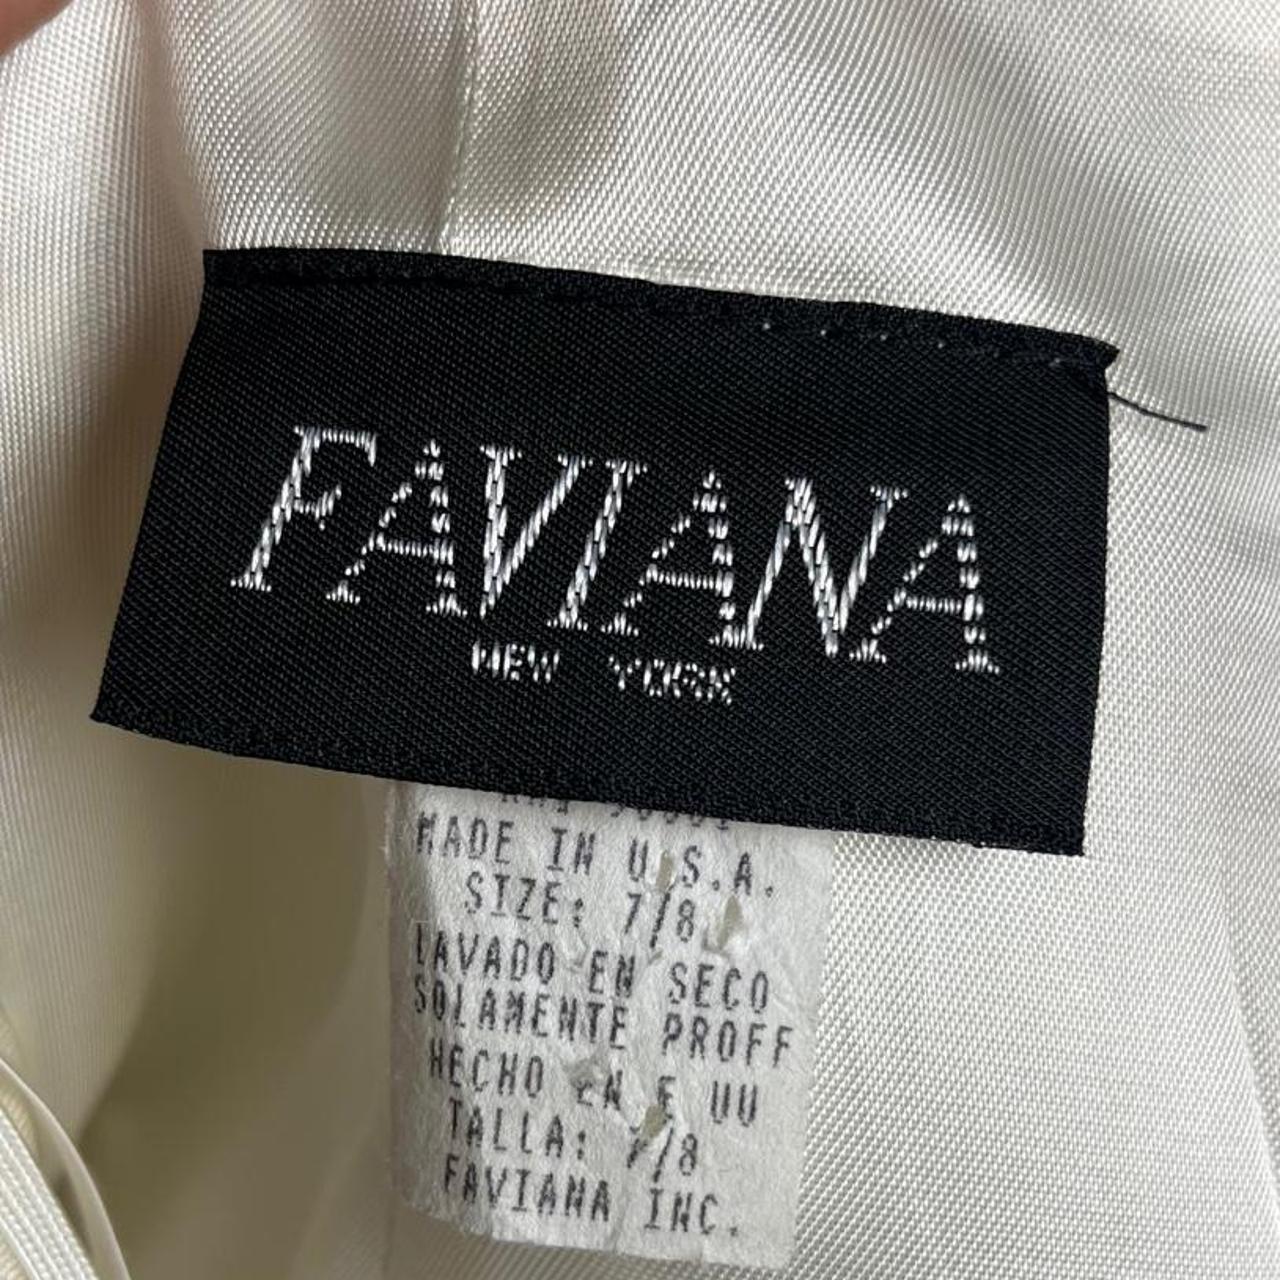 FAVIANA
NEW YORK
MADE IN U.S.A.
SIZE: 7/8
LAVADO EN SECO
SOLAMENTE PROFF
HECHO EN E UU
TALLA: 7/8
FAVIANA INC.